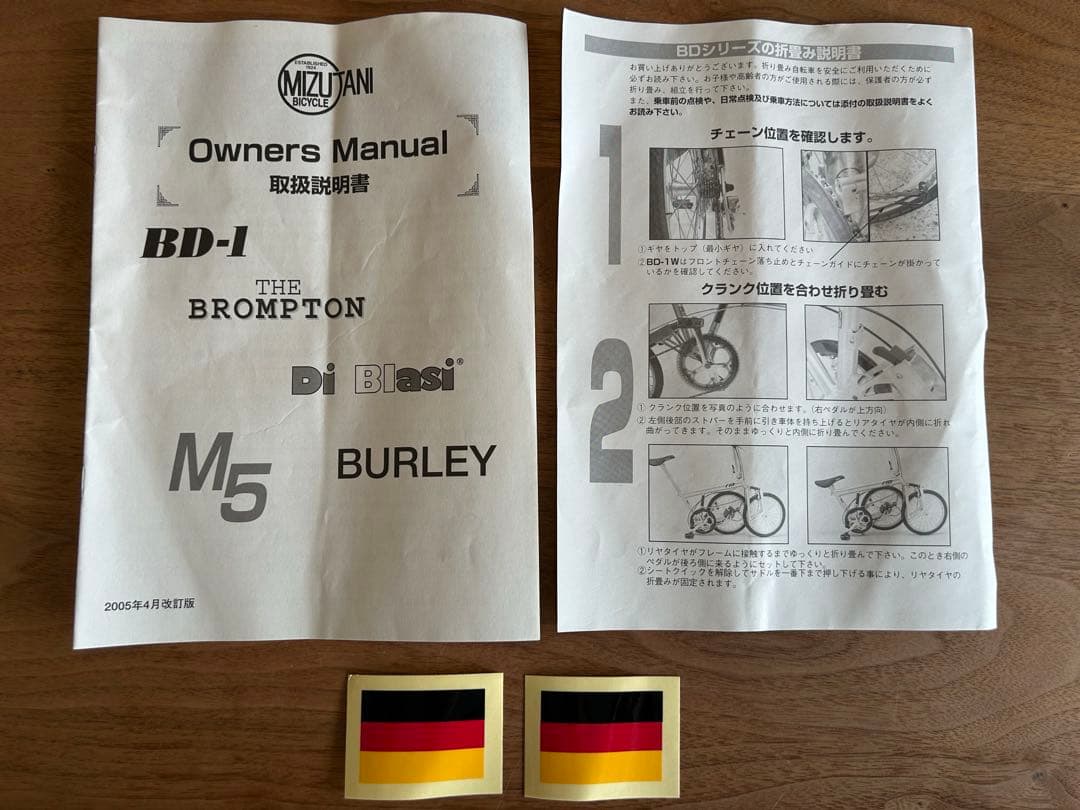 ESTABLISHED
1924
MIZUTANI
BICYCLE
Owners Manual
取扱説明書
BD-1
THE
BROMPTON
Di Blasi®
M5
BURLEY
2005年4月改訂版
BDシリーズの折畳み説明書
お買い上げありがとうございます。折り畳み自転車を安全にご利用いただくために
必ずお読み下さい。お子様や高齢者の方がご使用される際には、保護者の方が必ず
折り畳み、組立を行って下さい。
また、乗車前の点検や、日常点検及び乗車方法については添付の取扱説明書をよく
お読み下さい。
1
チェーン位置を確認します。
①ギヤをトップ（最小ギヤ）に入れてください
②BD-1Wはフロントチェーン落ち止めとチェーンガイドにチェーンが掛かって
いるかを確認してください。
クランク位置を合わせ折り畳む
2
① クランク位置を写真のように合わせます。（右ペダルが上方向）
② 左側後部のストバーを手前に引き車体を持ち上げるとリアタイヤが内側に折れ
曲がってきます。そのままゆっくりと内側に折り畳んでください。
①リヤタイヤがフレームに接触するまでゆっくりと折り畳んで下さい。このとき右側の
ペダルが後ろ側に来るようにセットして下さい。
②シートクイックを解除してサドルを一番下まで押し下げる事により、リヤタイヤの
折畳みが固定されます。